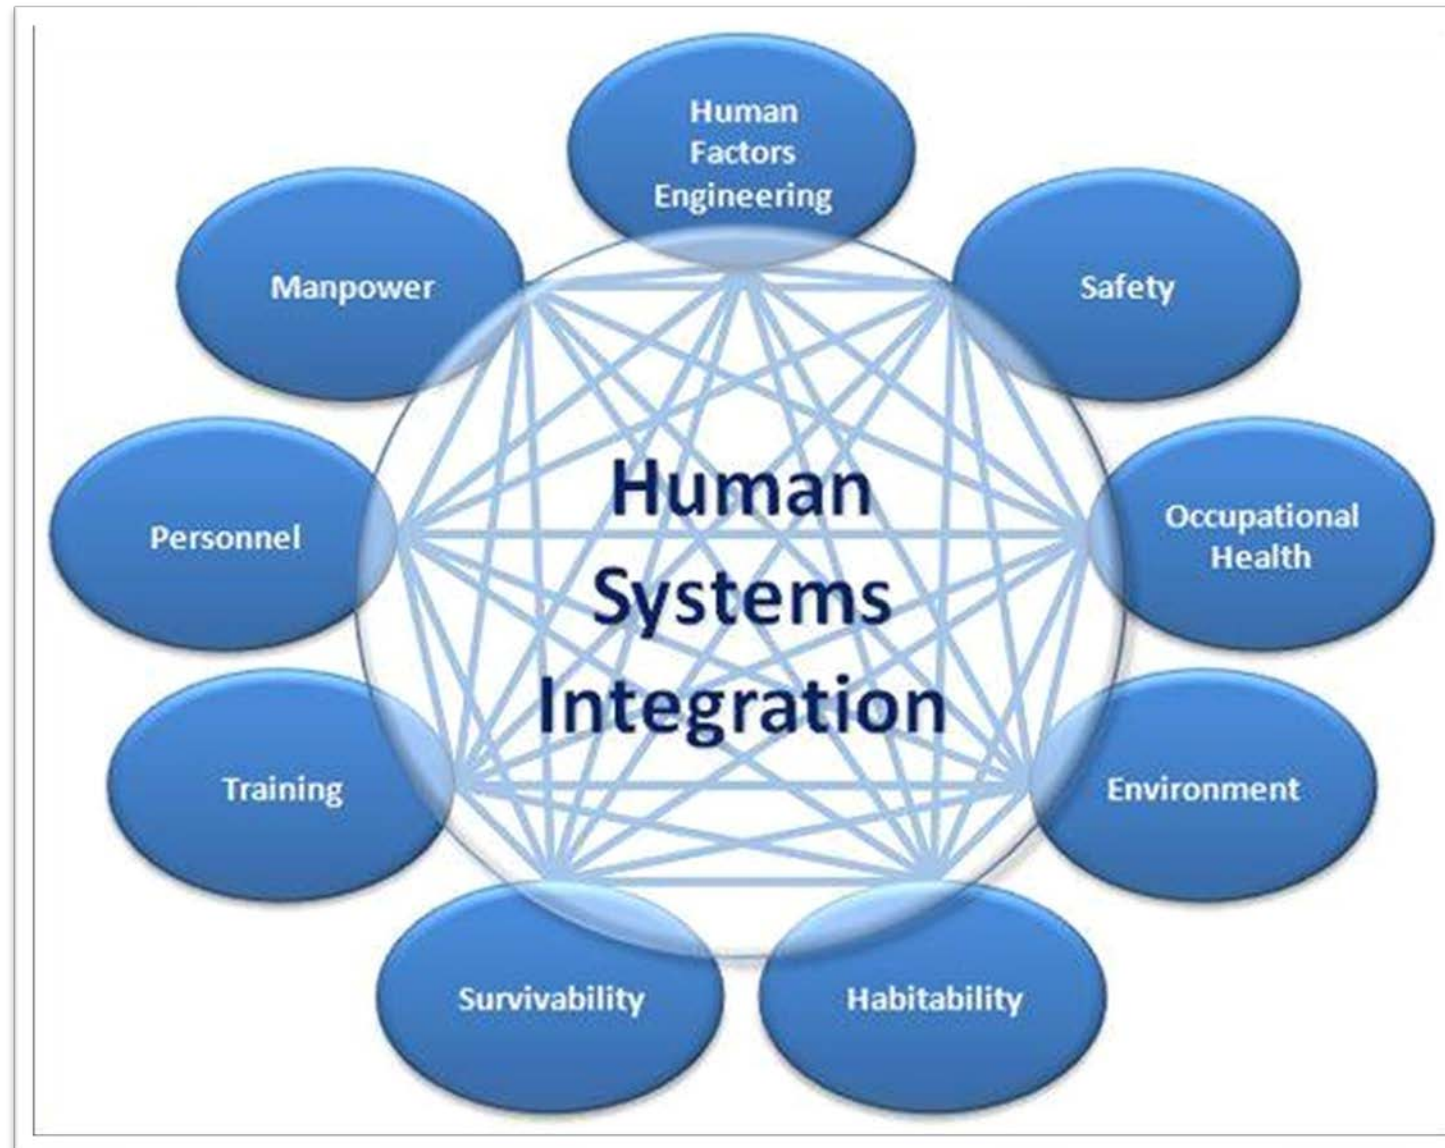 Human
Factors
Engineering
Manpower
Safety
Personnel
Occupational
Health
Human
Systems
Integration
Training
Environment
Survivability
Habitability